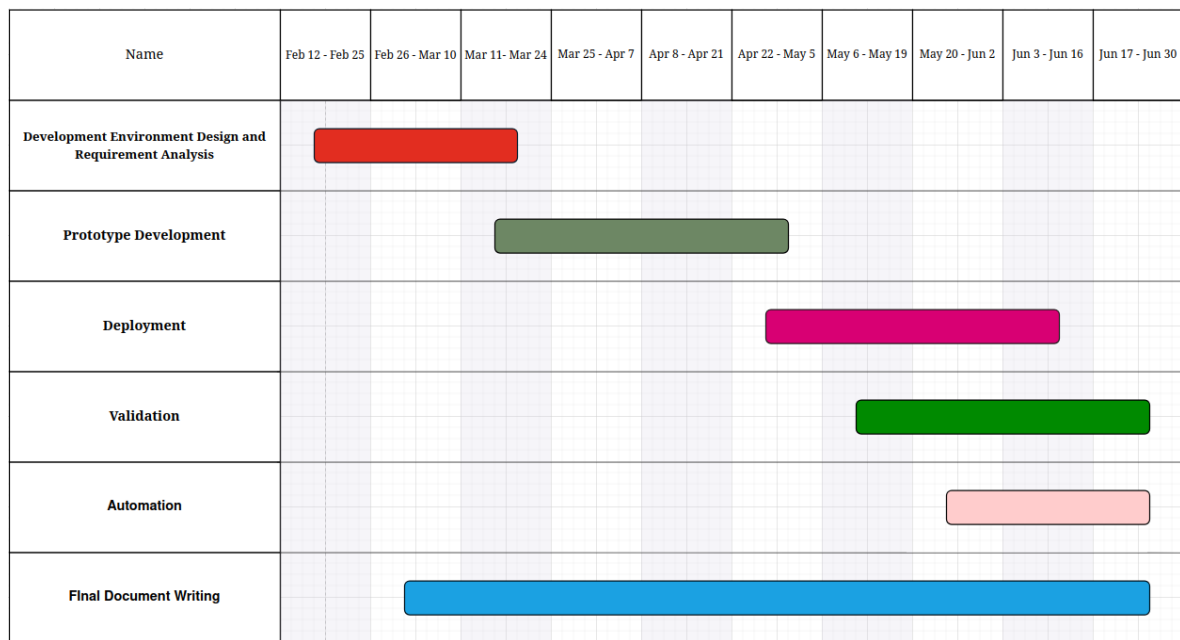 Name
Feb 12 - Feb 25
Feb 26 - Mar 10
Mar 11- Mar 24
Mar 25 - Apr 7
Apr 8 - Apr 21
Apr 22 - May 5
May 6 - May 19
May 20 - Jun 2
Jun 3 - Jun 16
Jun 17 - Jun 30
Development Environment Design and
Requirement Analysis
Prototype Development
Deployment
Validation
Automation
FInal Document Writing